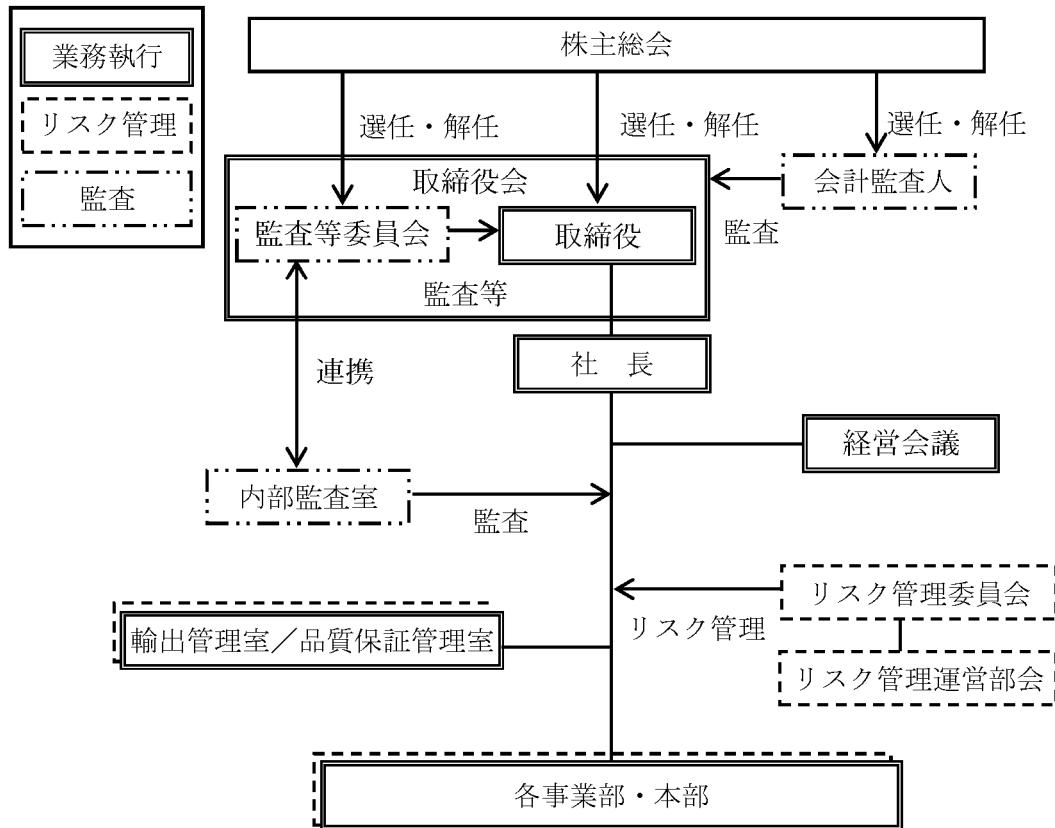 業務執行
リスク管理
監査
株主総会
選任・解任
選任・解任
選任・解任
取締役会
会計監査人
監査等委員会
取締役
監査
監査等
社　長
連携
経営会議
内部監査室
監査
リスク管理委員会
リスク管理
輸出管理室／品質保証管理室
リスク管理運営部会
各事業部・本部